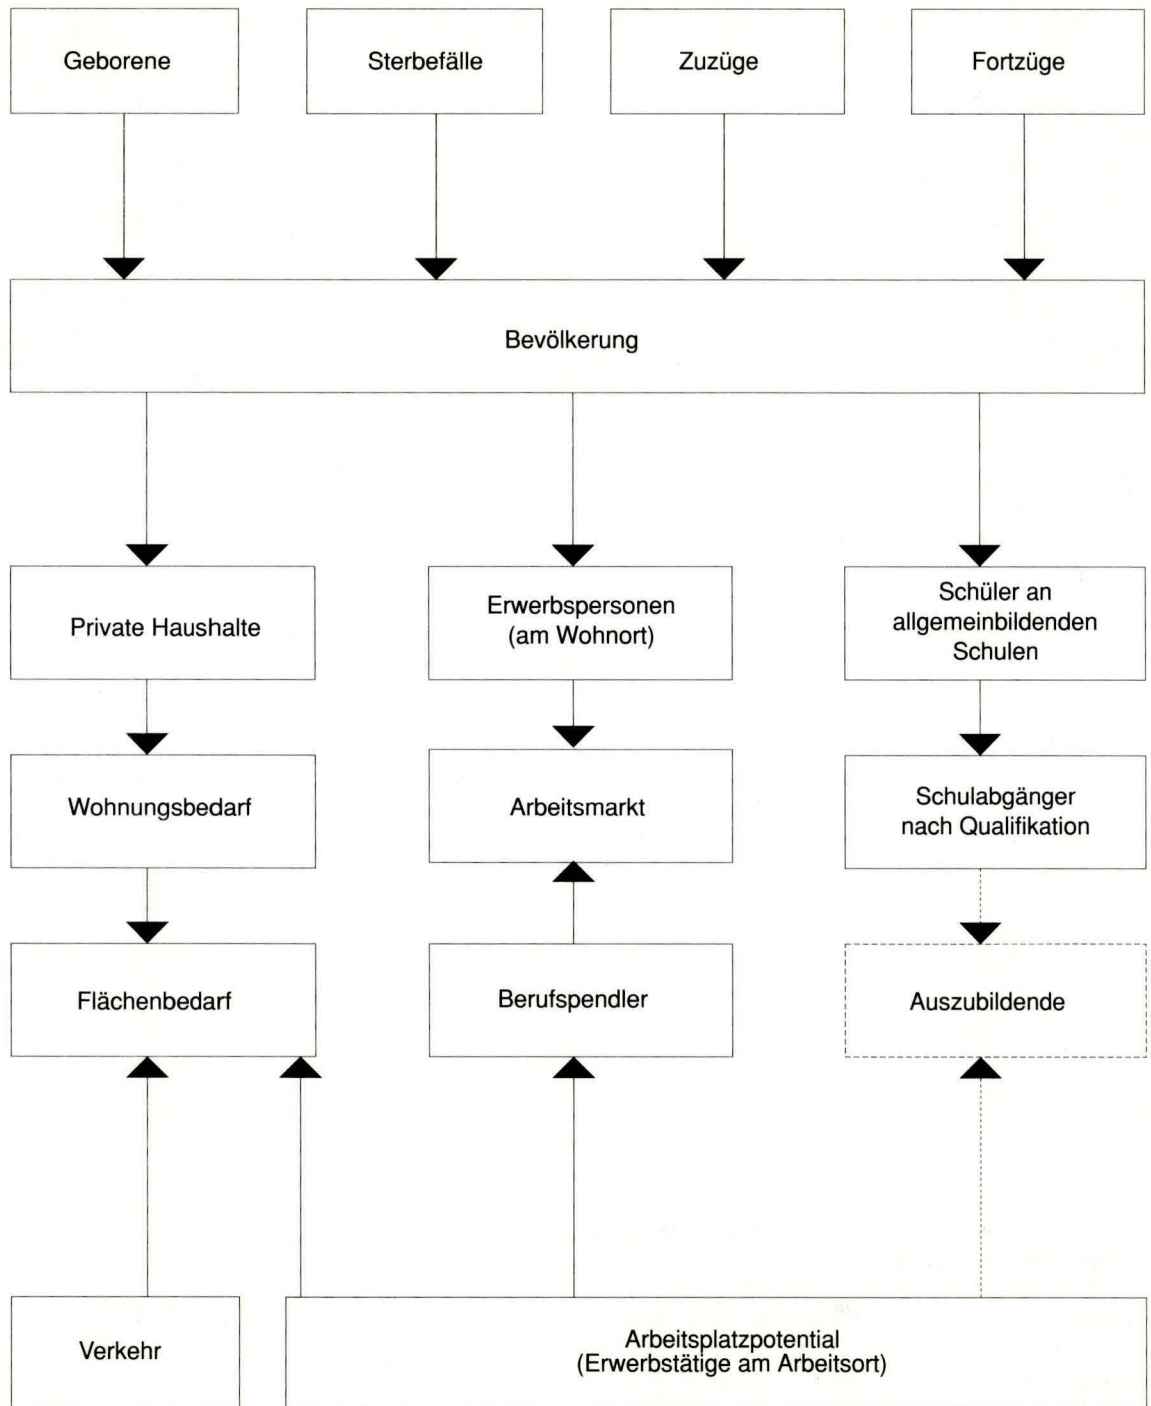 Geborene
Sterbefälle
Zuzüge
Fortzüge
Bevölkerung
Private Haushalte
Erwerbspersonen
(am Wohnort)
Schüler an
allgemeinbildenden
Schulen
Wohnungsbedarf
Arbeitsmarkt
Schulabgänger
nach Qualifikation
Flächenbedarf
Berufspendler
Auszubildende
Verkehr
Arbeitsplatzpotential
(Erwerbstätige am Arbeitsort)